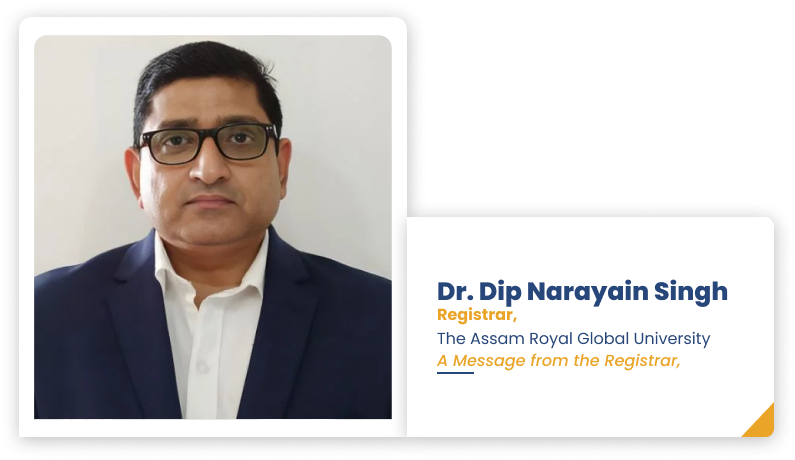 Dr. Dip Narayain Singh
Registrar,
The Assam Royal Global University
A Message from the Registrar,